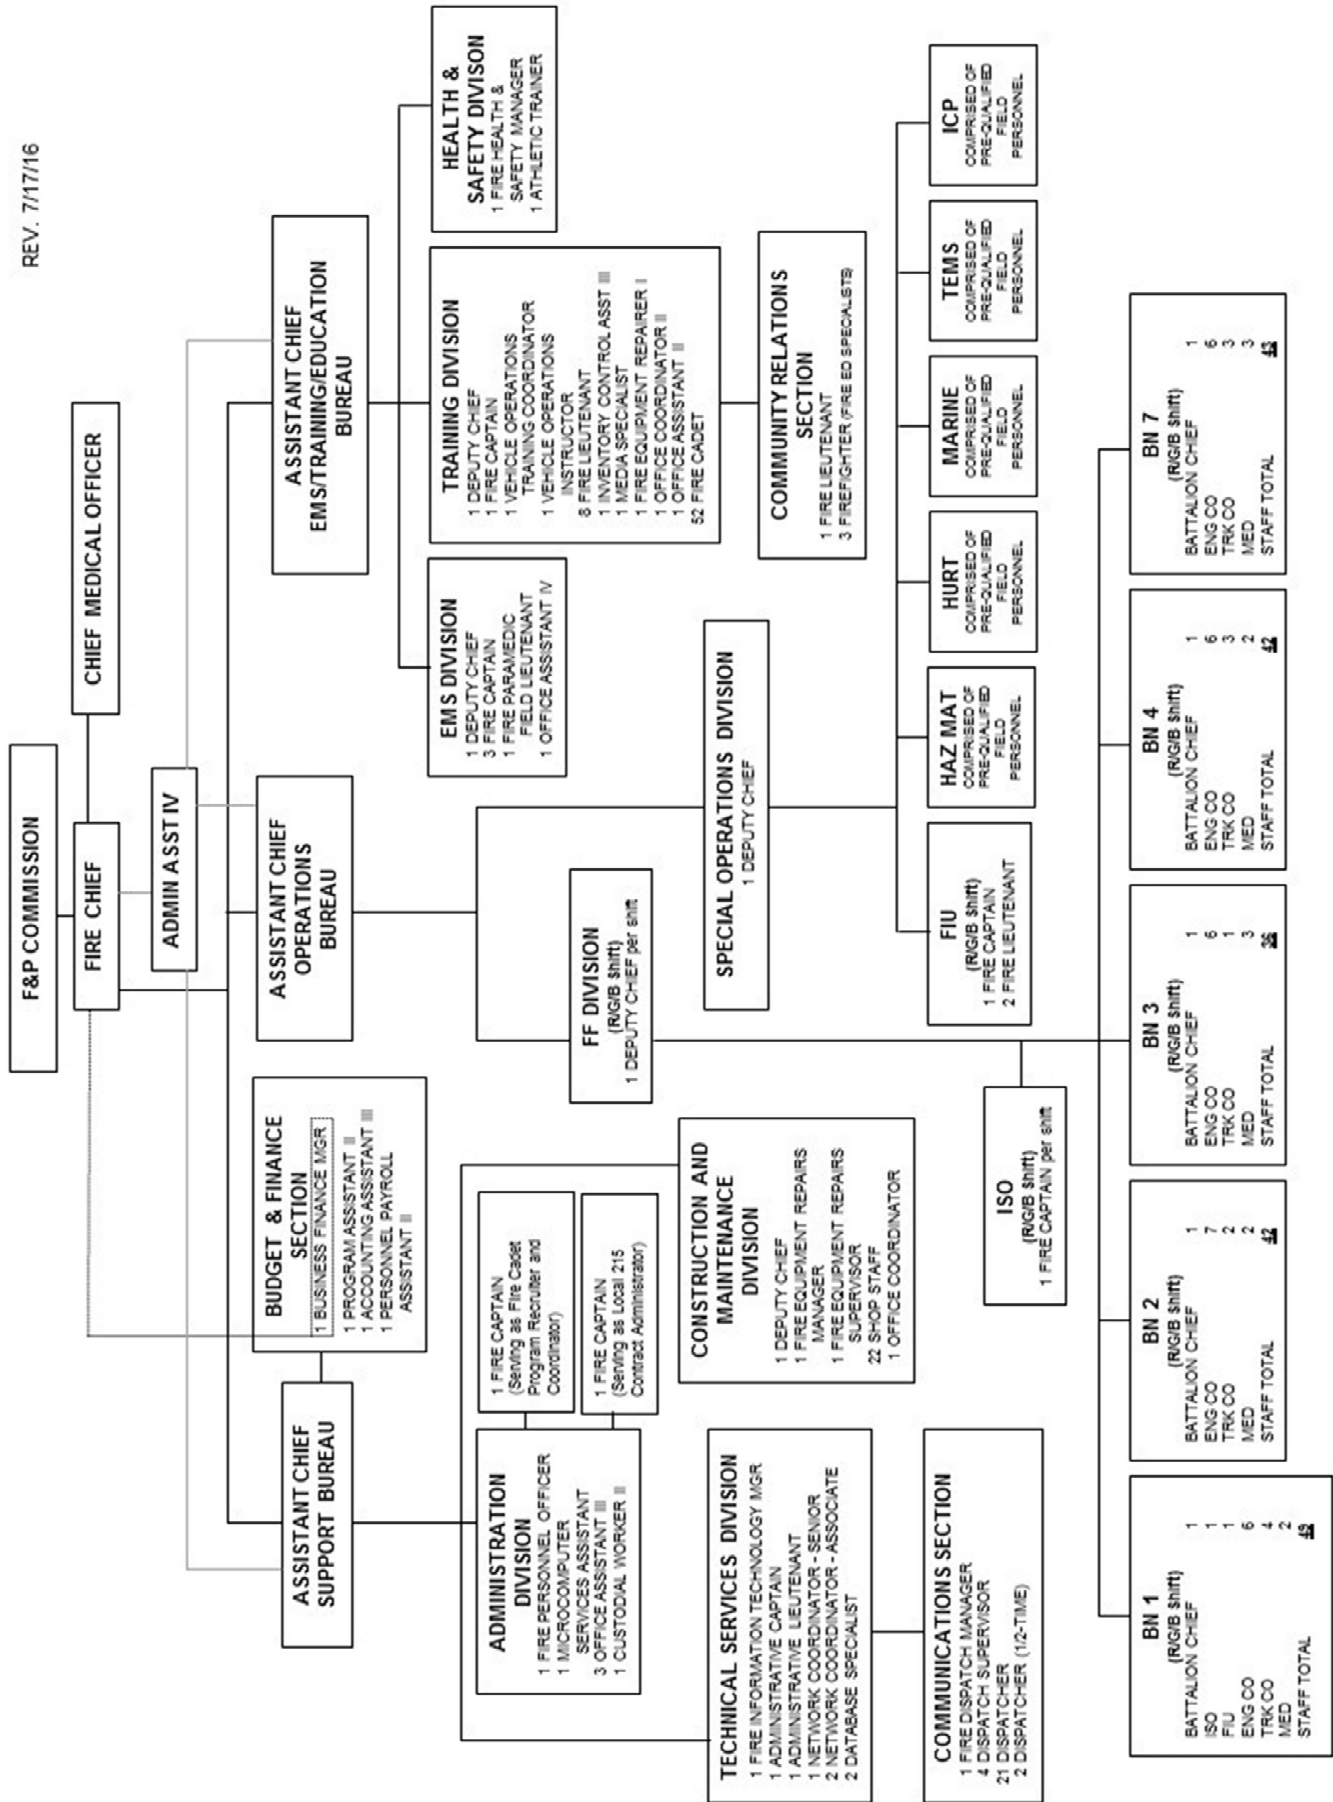 REV. 7/17/16
F&P COMMISSION
FIRE CHIEF
CHIEF MEDICAL OFFICER
ADMIN ASST IV
ASSISTANT CHIEF
SUPPORT BUREAU
BUDGET & FINANCE
SECTION
1 BUSINESS FINANCE MGR
1 PROGRAM ASSISTANT II
1 ACCOUNTING ASSISTANT III
1 PERSONNEL PAYROLL
ASSISTANT II
ASSISTANT CHIEF
OPERATIONS
BUREAU
ASSISTANT CHIEF
EMS/TRAINING/EDUCATION
BUREAU
ADMINISTRATION
DIVISION
1 FIRE PERSONNEL OFFICER
1 MICROCOMPUTER
SERVICES ASSISTANT
3 OFFICE ASSISTANT III
1 CUSTODIAL WORKER II
1 FIRE CAPTAIN
(Serving as Fire Cadet
Program Recruiter and
Coordinator)
1 FIRE CAPTAIN
(Serving as Local 215
Contract Administrator)
EMS DIVISION
1 DEPUTY CHIEF
3 FIRE CAPTAIN
1 FIRE PARAMEDIC
FIELD LIEUTENANT
1 OFFICE ASSISTANT IV
TRAINING DIVISION
1 DEPUTY CHIEF
1 FIRE CAPTAIN
1 VEHICLE OPERATIONS
TRAINING COORDINATOR
1 VEHICLE OPERATIONS
INSTRUCTOR
8 FIRE LIEUTENANT
1 INVENTORY CONTROL ASST III
1 MEDIA SPECIALIST
1 FIRE EQUIPMENT REPAIRER I
1 OFFICE COORDINATOR II
1 OFFICE ASSISTANT II
52 FIRE CADET
HEALTH &
SAFETY DIVISON
1 FIRE HEALTH &
SAFETY MANAGER
1 ATHLETIC TRAINER
TECHNICAL SERVICES DIVISION
1 FIRE INFORMATION TECHNOLOGY MGR
1 ADMINISTRATIVE CAPTAIN
1 ADMINISTRATIVE LIEUTENANT
1 NETWORK COORDINATOR - SENIOR
2 NETWORK COORDINATOR - ASSOCIATE
2 DATABASE SPECIALIST
CONSTRUCTION AND
MAINTENANCE
DIVISION
1 DEPUTY CHIEF
1 FIRE EQUIPMENT REPAIRS
MANAGER
1 FIRE EQUIPMENT REPAIRS
SUPERVISOR
22 SHOP STAFF
1 OFFICE COORDINATOR
FF DIVISION
(R/G/B Shift)
1 DEPUTY CHIEF per shift
SPECIAL OPERATIONS DIVISION
1 DEPUTY CHIEF
COMMUNITY RELATIONS
SECTION
1 FIRE LIEUTENANT
3 FIREFIGHTER (FIRE ED SPECIALISTS)
COMMUNICATIONS SECTION
1 FIRE DISPATCH MANAGER
4 DISPATCH SUPERVISOR
21 DISPATCHER
2 DISPATCHER (1/2-TIME)
ISO
(R/G/B Shift)
1 FIRE CAPTAIN per shift
FIU
(R/G/B Shift)
1 FIRE CAPTAIN
2 FIRE LIEUTENANT
HAZ MAT
COMPRISED OF
PRE-QUALIFIED
FIELD
PERSONNEL
HURT
COMPRISED OF
PRE-QUALIFIED
FIELD
PERSONNEL
MARINE
COMPRISED OF
PRE-QUALIFIED
FIELD
PERSONNEL
TEMS
COMPRISED OF
PRE-QUALIFIED
FIELD
PERSONNEL
ICP
COMPRISED OF
PRE-QUALIFIED
FIELD
PERSONNEL
BN 1
(R/G/B Shift)
BATTALION CHIEF 1
ISO 1
FIU 1
ENG CO 6
TRK CO 4
MED 2
STAFF TOTAL 49
BN 2
(R/G/B Shift)
BATTALION CHIEF 1
ENG CO 7
TRK CO 2
MED 2
STAFF TOTAL 42
BN 3
(R/G/B Shift)
BATTALION CHIEF 1
ENG CO 6
TRK CO 1
MED 3
STAFF TOTAL 36
BN 4
(R/G/B Shift)
BATTALION CHIEF 1
ENG CO 6
TRK CO 3
MED 2
STAFF TOTAL 42
BN 7
(R/G/B Shift)
BATTALION CHIEF 1
ENG CO 6
TRK CO 3
MED 3
STAFF TOTAL 43